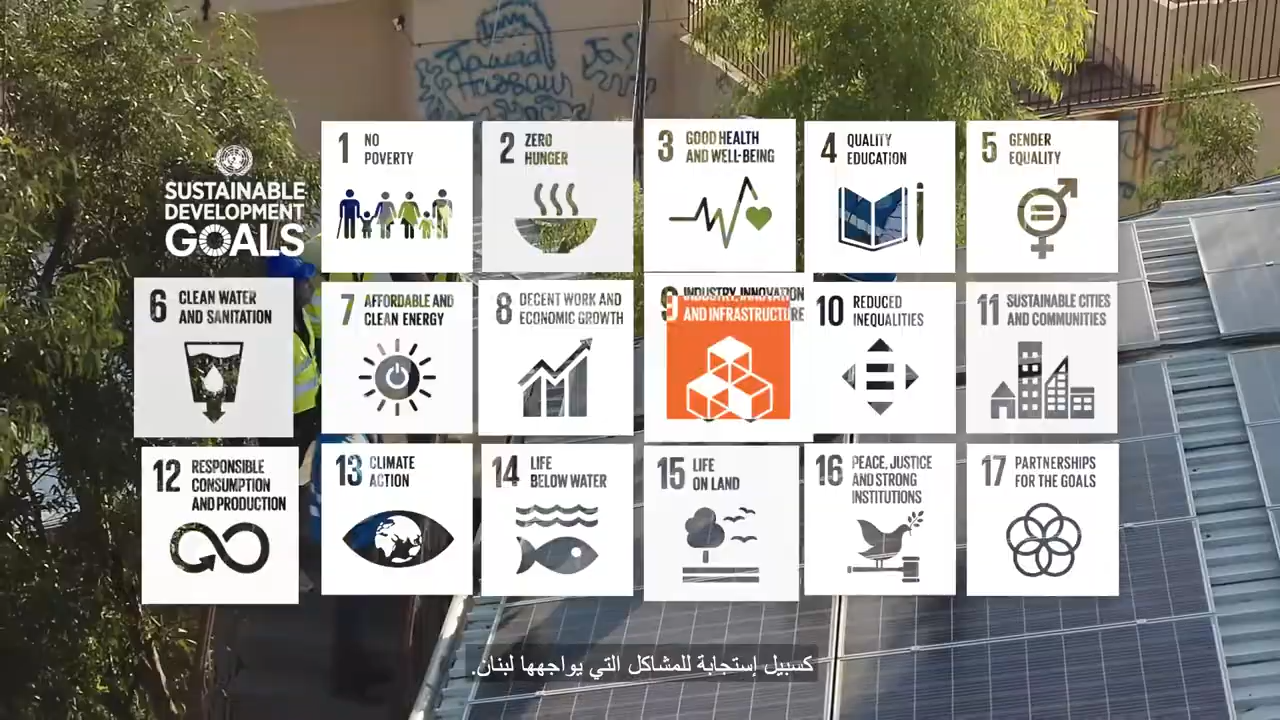 Jamal
Hassan
SUSTAINABLE
DEVELOPMENT
GOALS
1 NO
POVERTY
2 ZERO
HUNGER
3 GOOD HEALTH
AND WELL-BEING
4 QUALITY
EDUCATION
5 GENDER
EQUALITY
6 CLEAN WATER
AND SANITATION
7 AFFORDABLE AND
CLEAN ENERGY
8 DECENT WORK AND
ECONOMIC GROWTH
9 INDUSTRY, INNOVATION
AND INFRASTRUCTURE
10 REDUCED
INEQUALITIES
11 SUSTAINABLE CITIES
AND COMMUNITIES
12 RESPONSIBLE
CONSUMPTION
AND PRODUCTION
13 CLIMATE
ACTION
14 LIFE
BELOW WATER
15 LIFE
ON LAND
16 PEACE, JUSTICE
AND STRONG
INSTITUTIONS
17 PARTNERSHIPS
FOR THE GOALS
كسبيل إستجابة للمشاكل التي يواجهها لبنان.